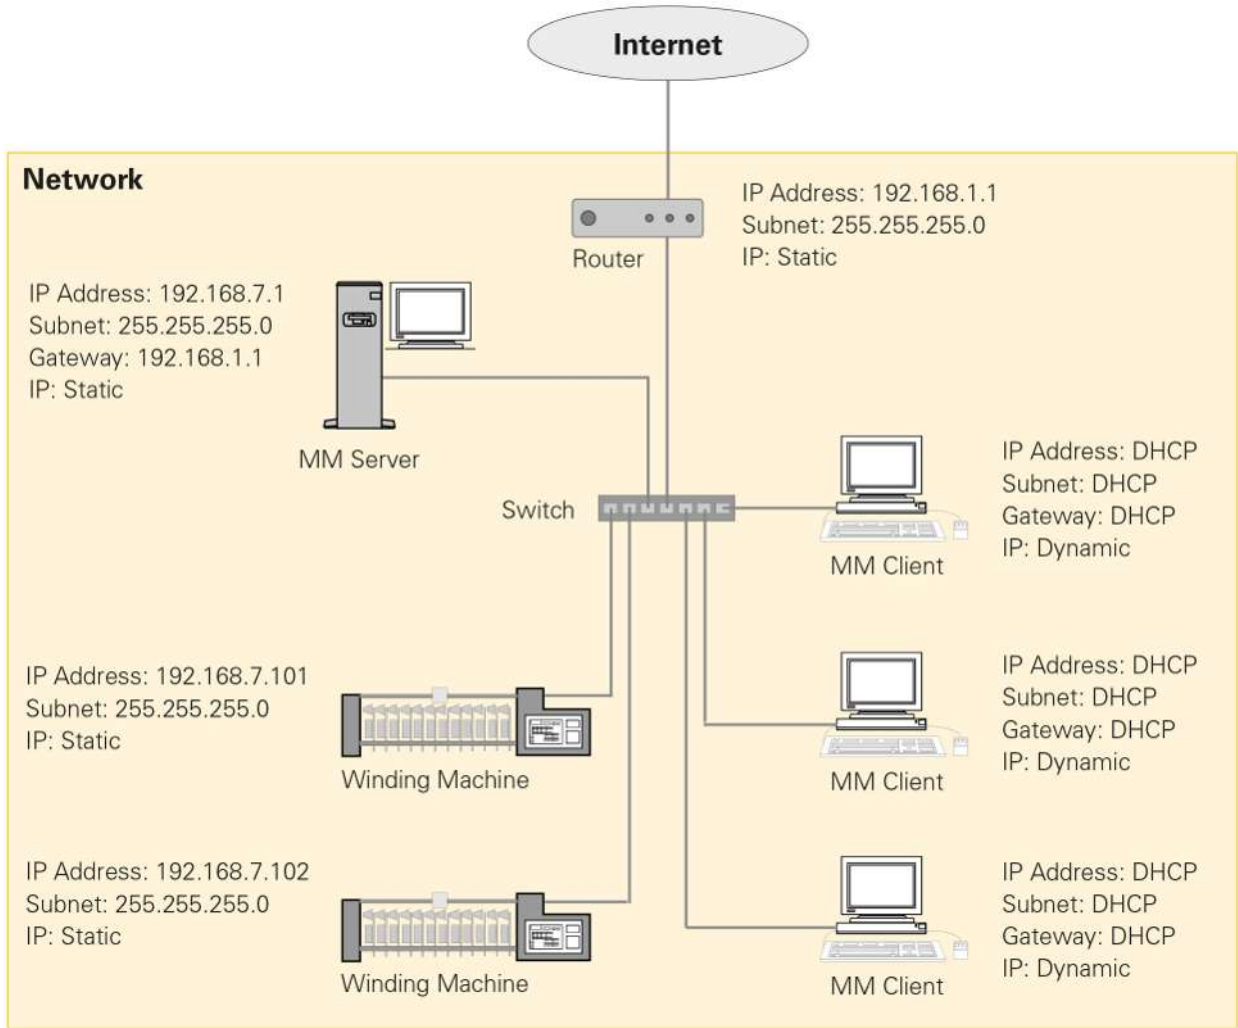 Internet
Network
IP Address: 192.168.1.1
Subnet: 255.255.255.0
IP: Static
Router
IP Address: 192.168.7.1
Subnet: 255.255.255.0
Gateway: 192.168.1.1
IP: Static
MM Server
Switch
IP Address: DHCP
Subnet: DHCP
Gateway: DHCP
IP: Dynamic
MM Client
IP Address: 192.168.7.101
Subnet: 255.255.255.0
IP: Static
Winding Machine
IP Address: DHCP
Subnet: DHCP
Gateway: DHCP
IP: Dynamic
MM Client
IP Address: 192.168.7.102
Subnet: 255.255.255.0
IP: Static
Winding Machine
IP Address: DHCP
Subnet: DHCP
Gateway: DHCP
IP: Dynamic
MM Client